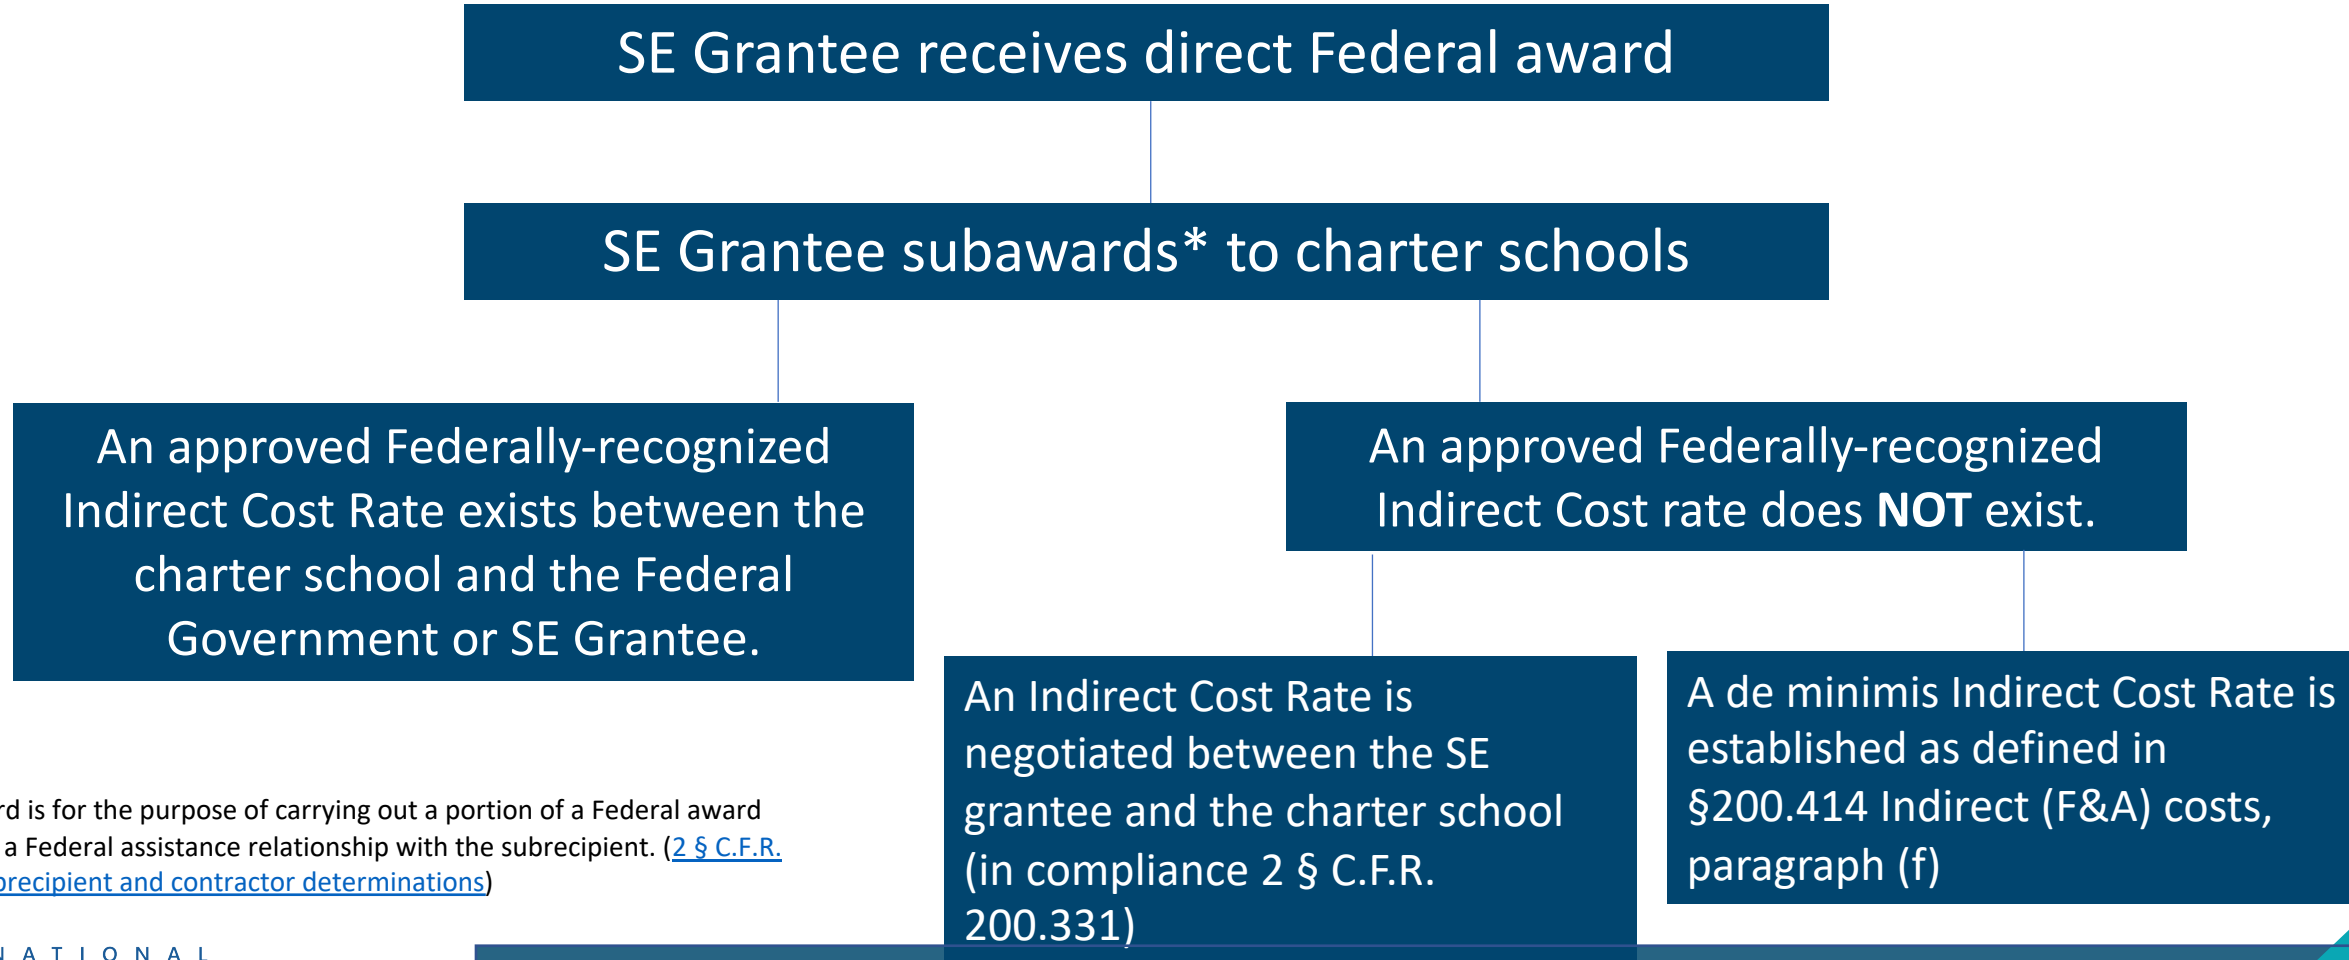 SE Grantee receives direct Federal award
SE Grantee subawards* to charter schools
An approved Federally-recognized
Indirect Cost Rate exists between the
charter school and the Federal
Government or SE Grantee.
An approved Federally-recognized
Indirect Cost rate does NOT exist.
An Indirect Cost Rate is
negotiated between the SE
grantee and the charter school
(in compliance 2 § C.F.R.
200.331)
A de minimis Indirect Cost Rate is
established as defined in
§200.414 Indirect (F&A) costs,
paragraph (f)
rd is for the purpose of carrying out a portion of a Federal award
a Federal assistance relationship with the subrecipient. (2 § C.F.R.
recipient and contractor determinations)
NATIONAL